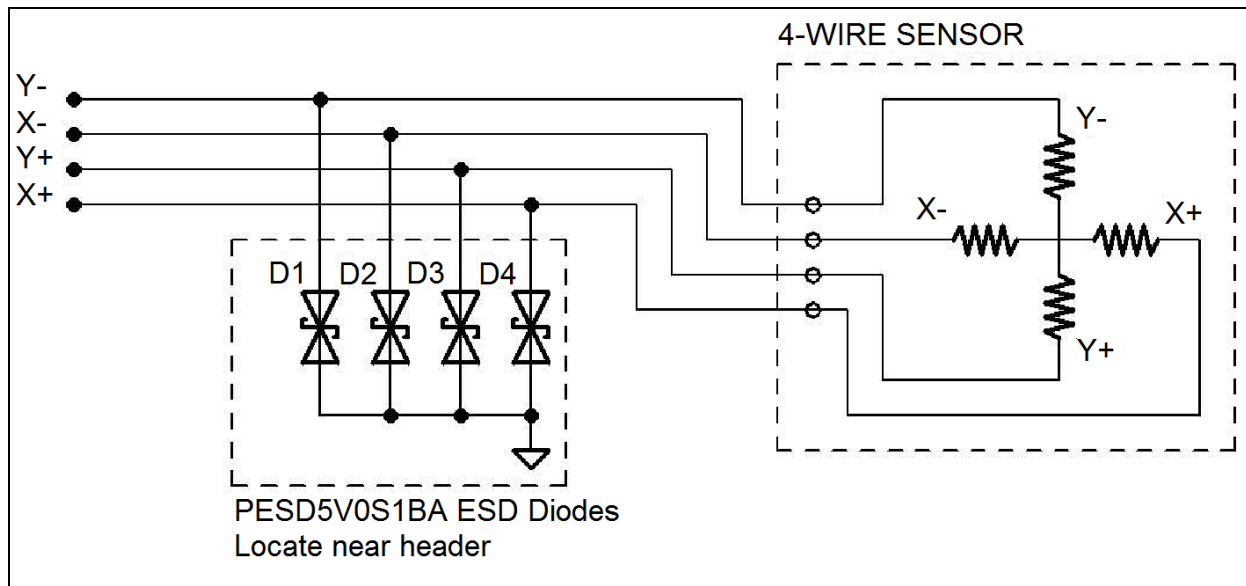 4-WIRE SENSOR
Y-
X-
Y+
X+
Y-
X-
X+
Y+
D1
D2
D3
D4
PESD5V0S1BA ESD Diodes
Locate near header